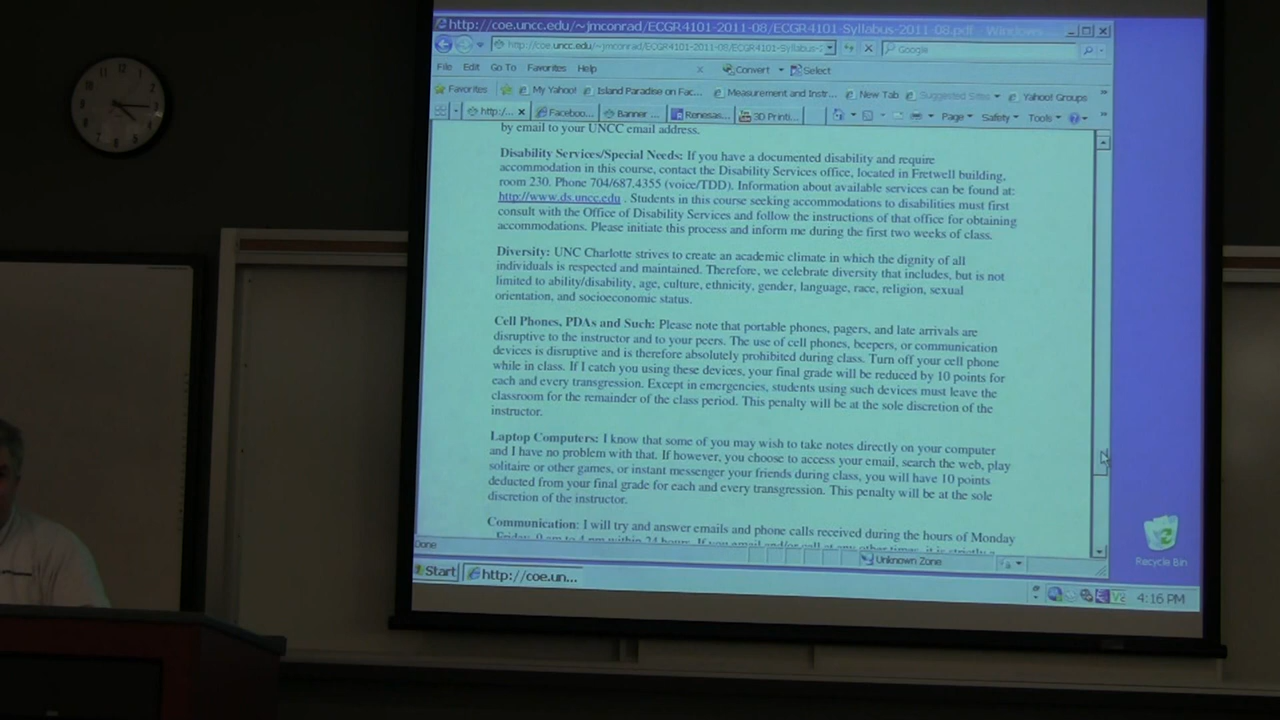 http://coe.uncc.edu/~jmconrad/ECGR4101-2011-08/ECGR4101-Syllabus-2011-08.pdf - Windows
http://coe.uncc.edu/~jmconrad/ECGR4101-2011-08/ECGR4101-Syllabus-2 Google
File Edit Go To Favorites Help x Convert Select
Favorites My Yahoo! Island Paradise on Fac... Measurement and Instr... New Tab Suggested Sites Yahoo! Groups
http:/... Faceboo... Banner ... Renesas... 3D Printi... Page Safety Tools
by email to your UNCC email address.
Disability Services/Special Needs: If you have a documented disability and require
accommodation in this course, contact the Disability Services office, located in Fretwell building,
room 230. Phone 704/687.4355 (voice/TDD). Information about available services can be found at:
http://www.ds.uncc.edu . Students in this course seeking accommodations to disabilities must first
consult with the Office of Disability Services and follow the instructions of that office for obtaining
accommodations. Please initiate this process and inform me during the first two weeks of class.
Diversity: UNC Charlotte strives to create an academic climate in which the dignity of all
individuals is respected and maintained. Therefore, we celebrate diversity that includes, but is not
limited to ability/disability, age, culture, ethnicity, gender, language, race, religion, sexual
orientation, and socioeconomic status.
Cell Phones, PDAs and Such: Please note that portable phones, pagers, and late arrivals are
disruptive to the instructor and to your peers. The use of cell phones, beepers, or communication
devices is disruptive and is therefore absolutely prohibited during class. Turn off your cell phone
while in class. If I catch you using these devices, your final grade will be reduced by 10 points for
each and every transgression. Except in emergencies, students using such devices must leave the
classroom for the remainder of the class period. This penalty will be at the sole discretion of the
instructor.
Laptop Computers: I know that some of you may wish to take notes directly on your computer
and I have no problem with that. If however, you choose to access your email, search the web, play
solitaire or other games, or instant messenger your friends during class, you will have 10 points
deducted from your final grade for each and every transgression. This penalty will be at the sole
discretion of the instructor.
Communication: I will try and answer emails and phone calls received during the hours of Monday
Done Unknown Zone
Recycle Bin
Start http://coe.un... 4:16 PM